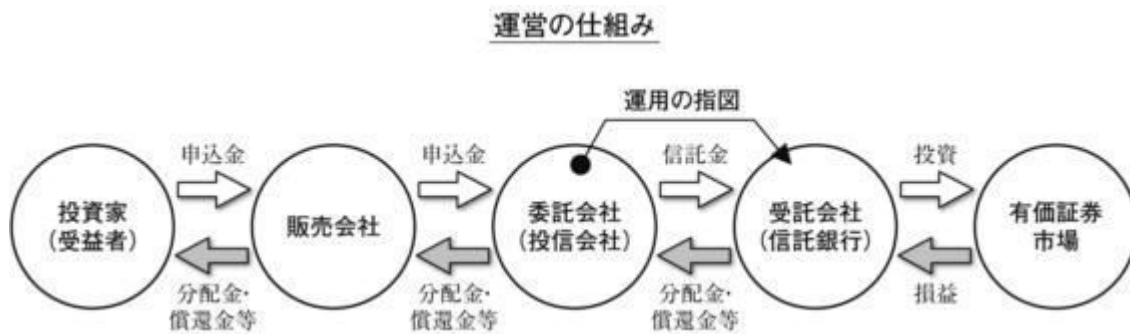 運営の仕組み
運用の指図
申込金
申込金
信託金
投資
投資家
(受益者)
販売会社
委託会社
(投信会社)
受託会社
(信託銀行)
有価証券
市場
分配金・
償還金等
分配金・
償還金等
分配金・
償還金等
損益